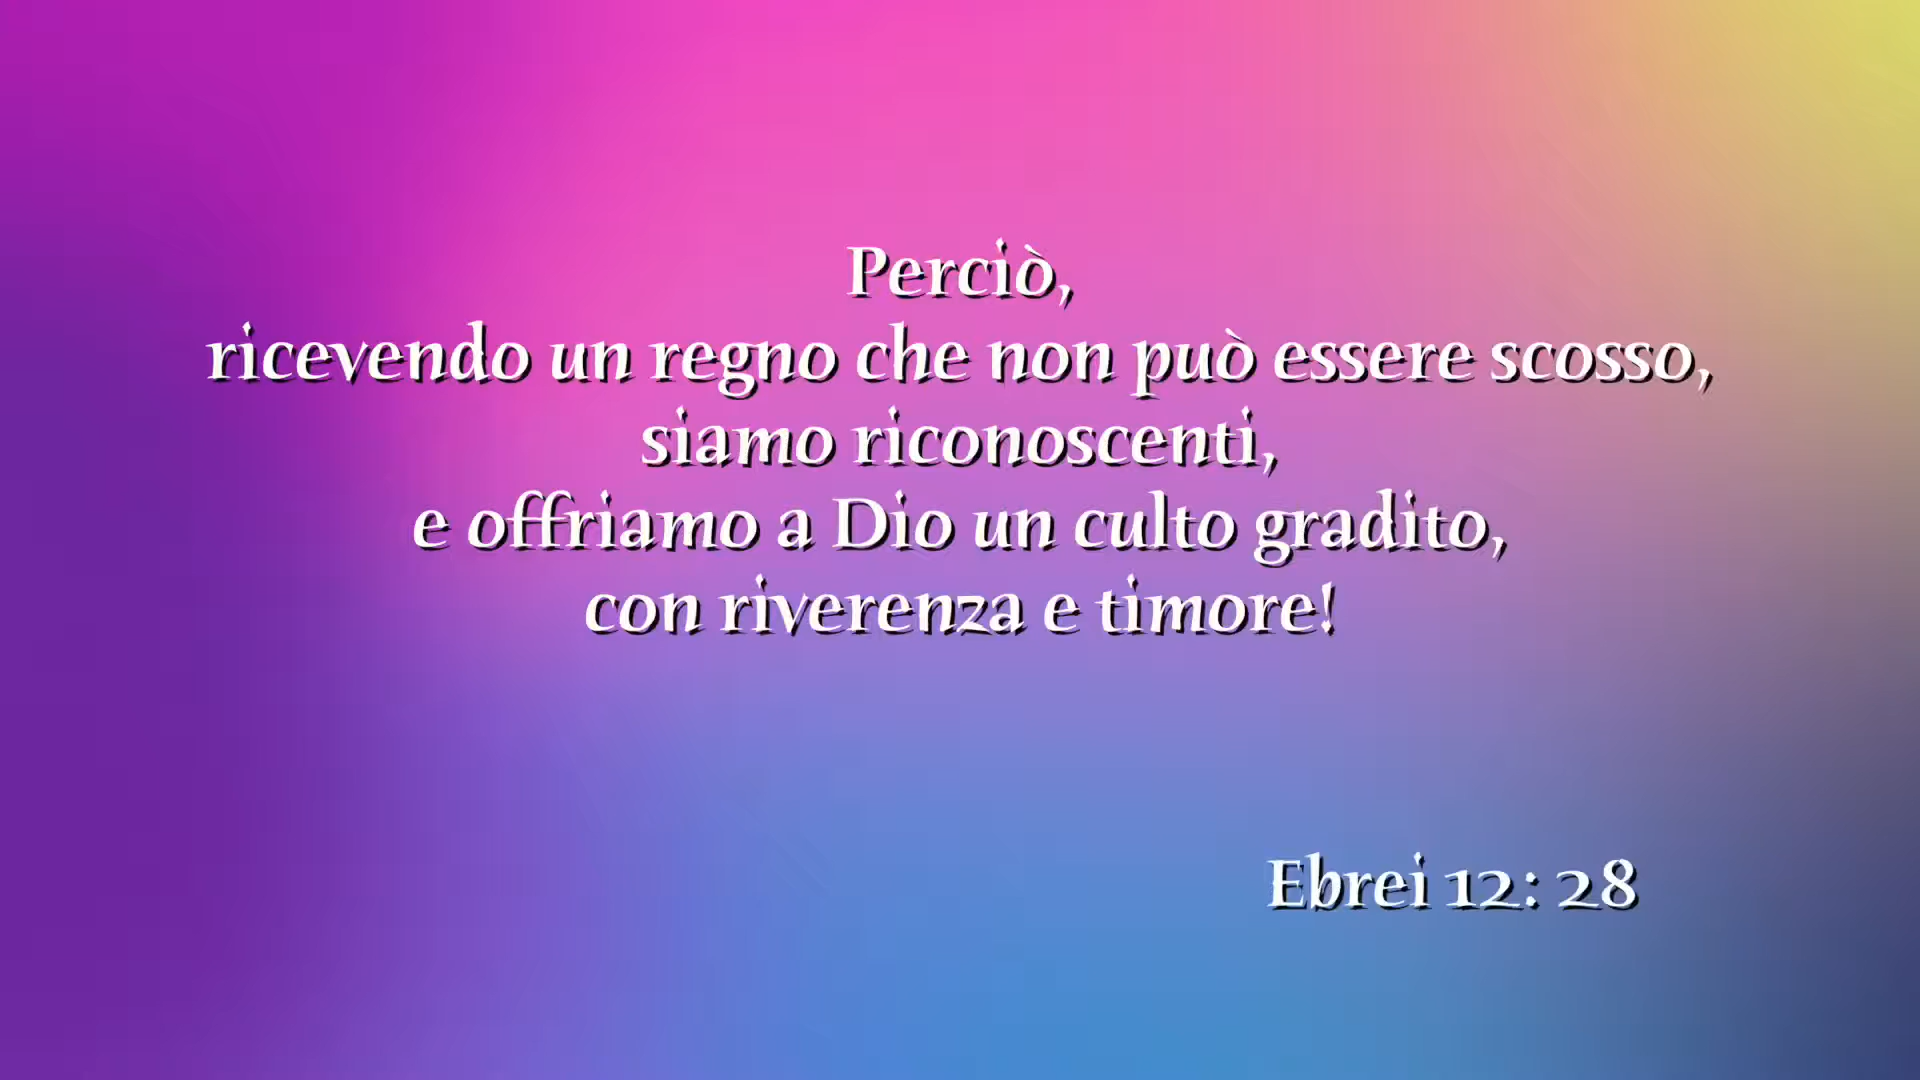 Perciò,
ricevendo un regno che non può essere scosso,
siamo riconoscenti,
e offriamo a Dio un culto gradito,
con riverenza e timore!
Ebrei 12: 28